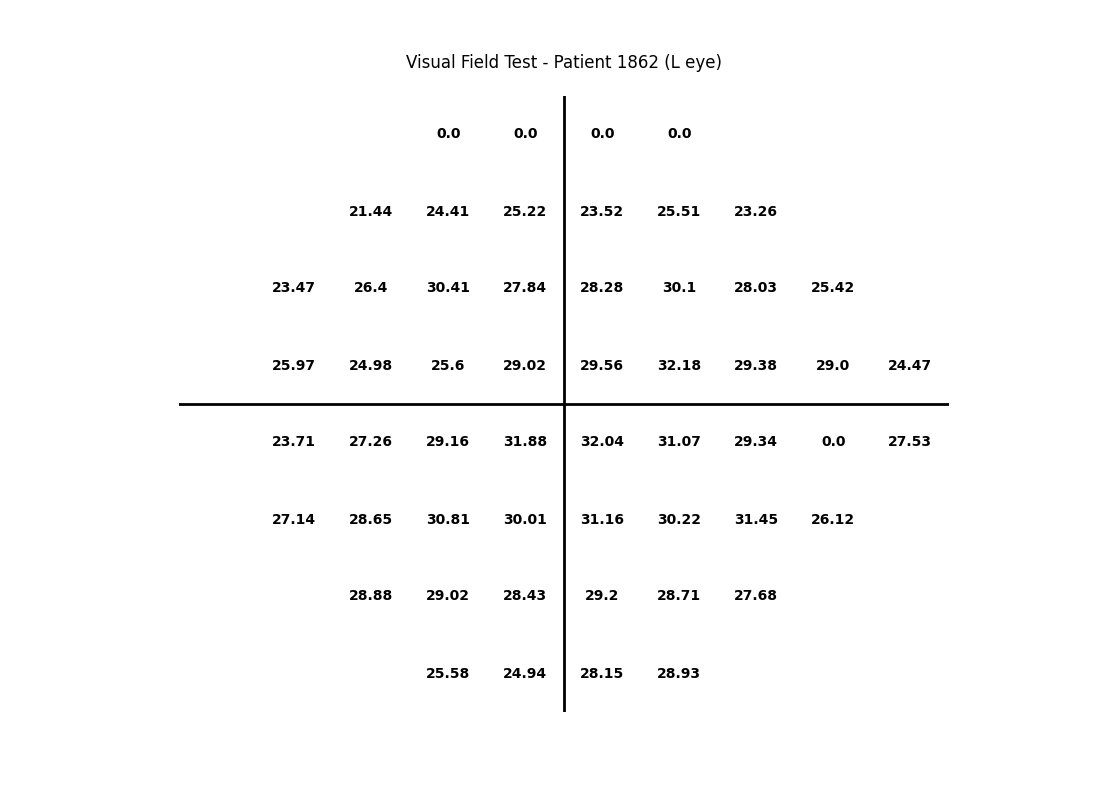 Visual Field Test - Patient 1862 (L eye)
0.0 0.0 0.0 0.0
21.44 24.41 25.22 23.52 25.51 23.26
23.47 26.4 30.41 27.84 28.28 30.1 28.03 25.42
25.97 24.98 25.6 29.02 29.56 32.18 29.38 29.0 24.47
23.71 27.26 29.16 31.88 32.04 31.07 29.34 0.0 27.53
27.14 28.65 30.81 30.01 31.16 30.22 31.45 26.12
28.88 29.02 28.43 29.2 28.71 27.68
25.58 24.94 28.15 28.93